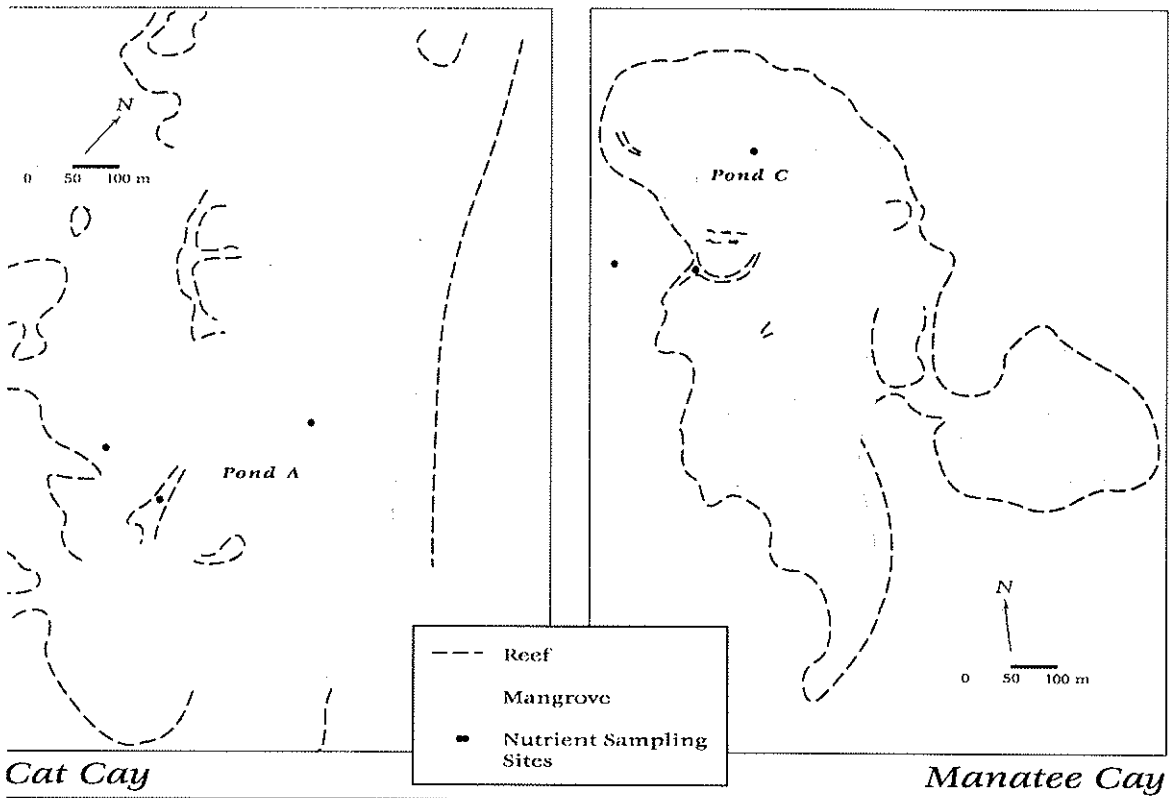 N
0 50 100 m
Pond A
Cat Cay
Pond C
N
0 50 100 m
Manatee Cay
Reef
Mangrove
Nutrient Sampling
Sites